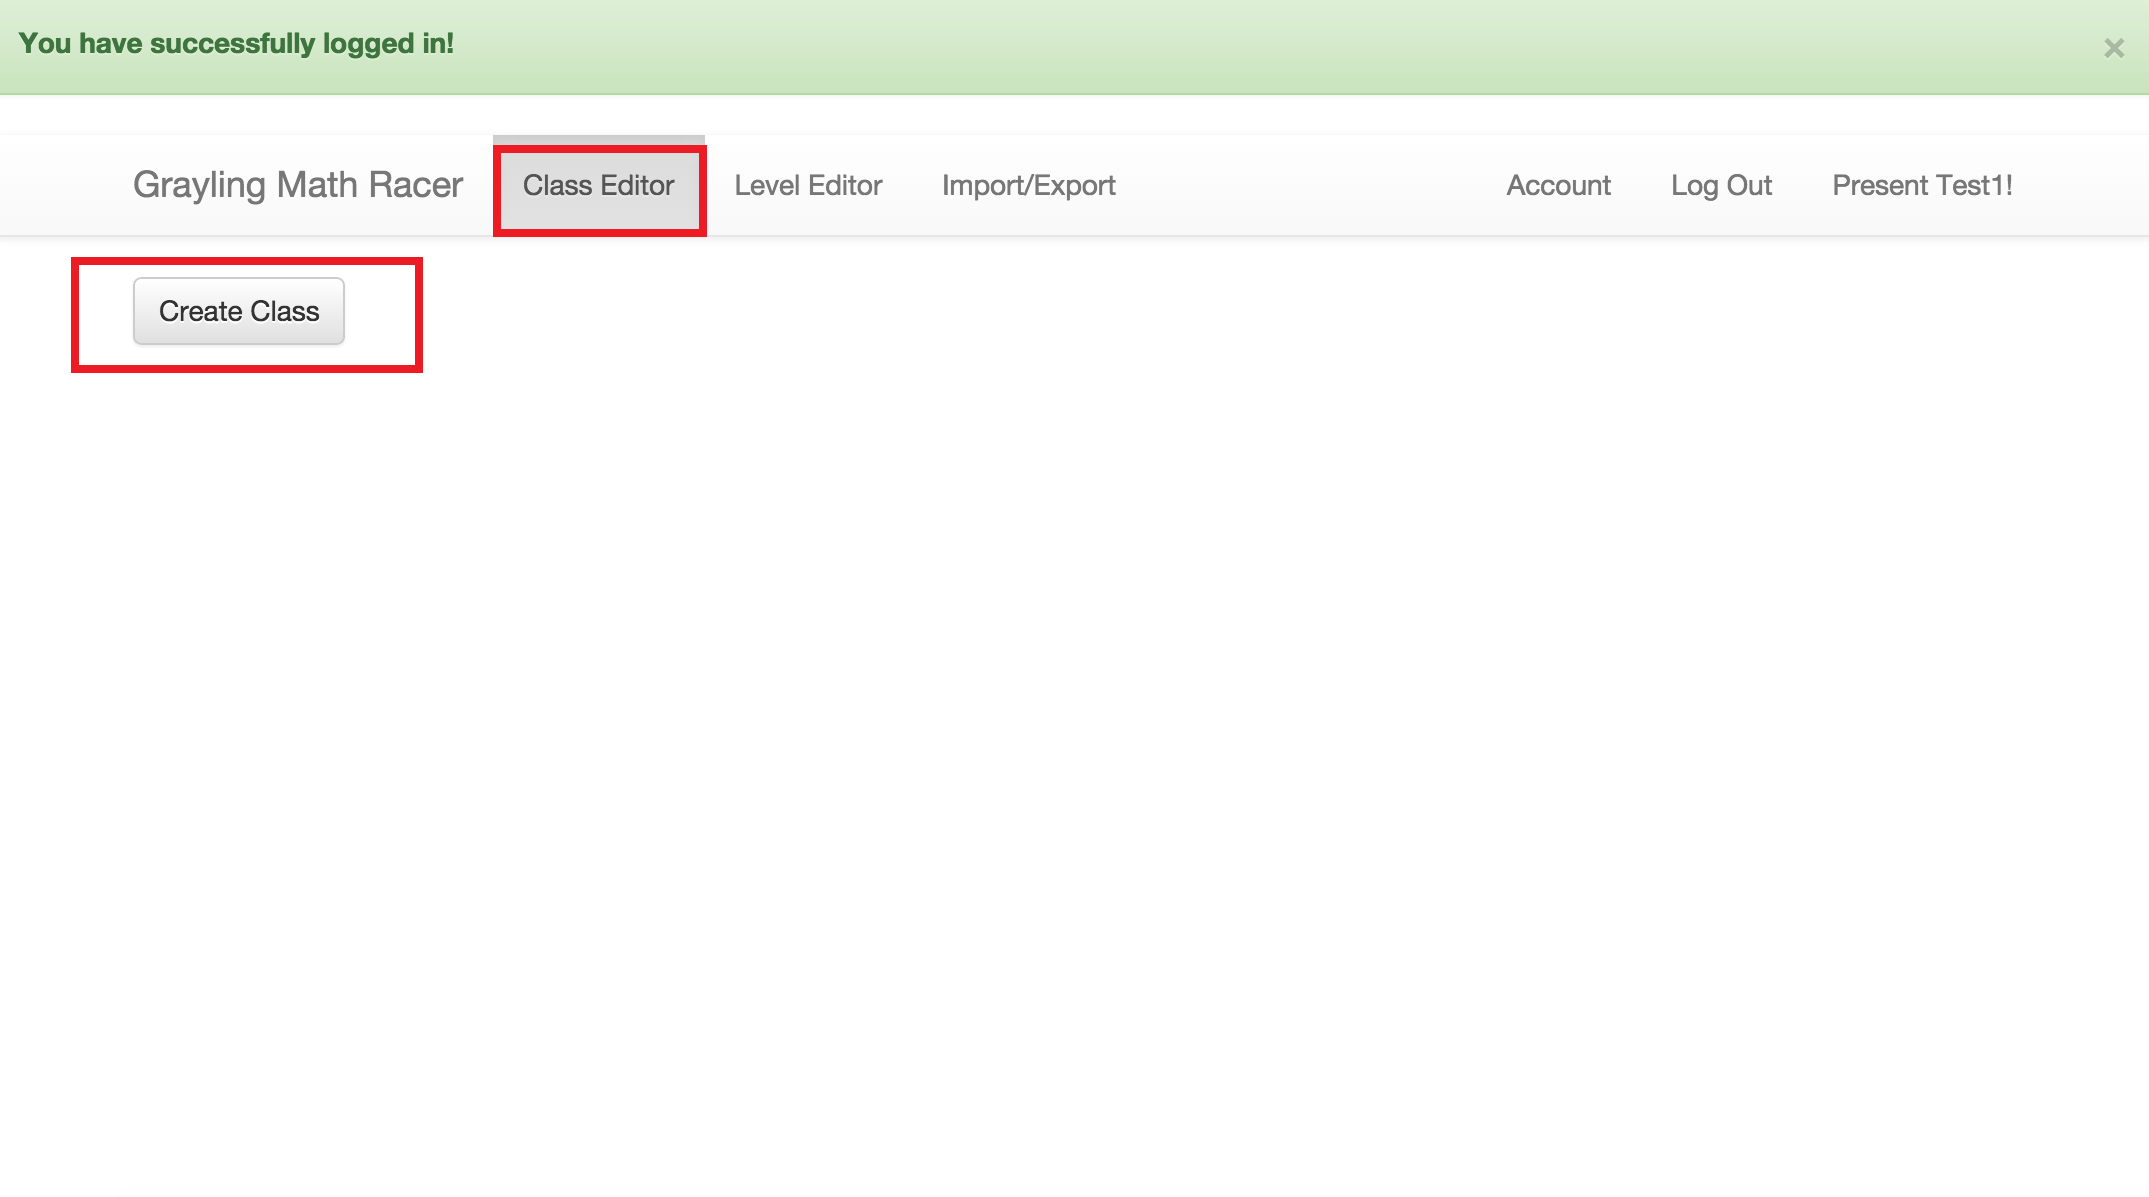 You have successfully logged in! ×
Grayling Math Racer Class Editor Level Editor Import/Export Account Log Out Present Test1!
Create Class